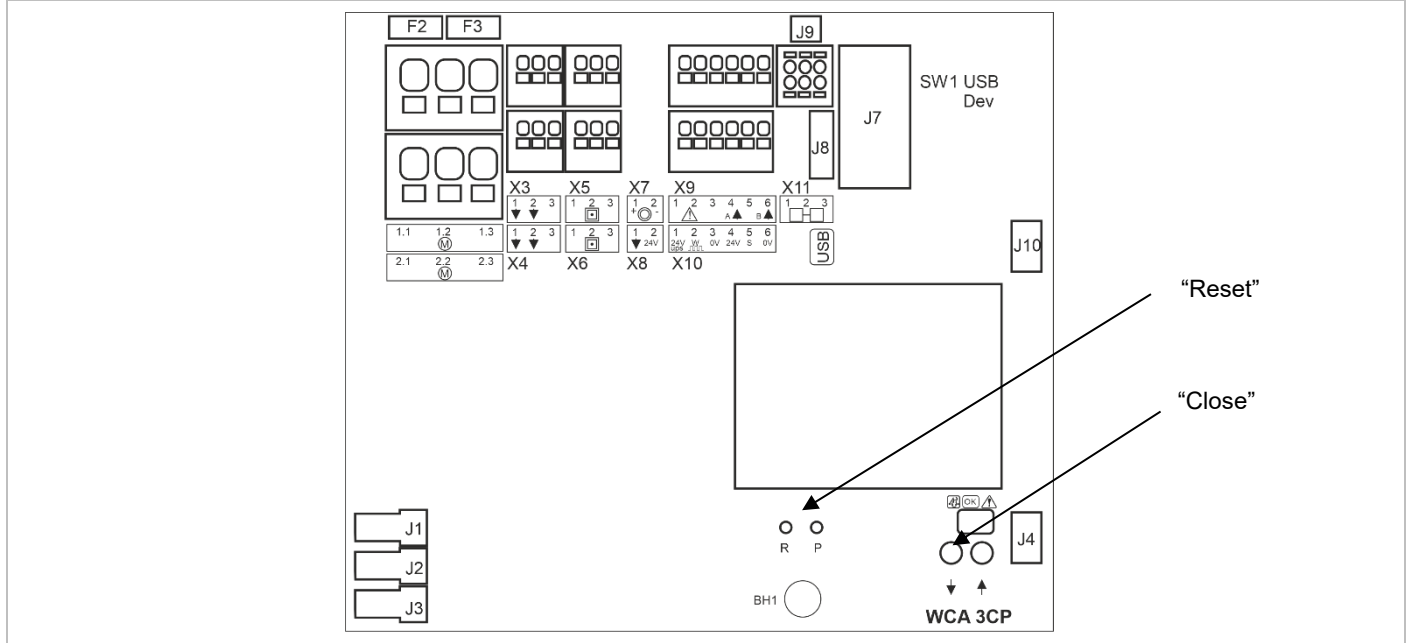 F2 F3
J9
SW1 USB
Dev
J7
J8
X3 X5 X7 X9 X11
1 2 3 1 2 3 1 2 1 2 3 4 5 6 1 2 3
+ - A B
1.1 1.2 1.3
M
1 2 3 1 2 3 1 2 1 2 3 4 5 6
24V 24V W 0V 24V S 0V
USB
J10
2.1 2.2 2.3
M
X4 X6 X8 X10
“Reset”
“Close”
OK
J1
R P
J4
J2
BH1
J3
WCA 3CP